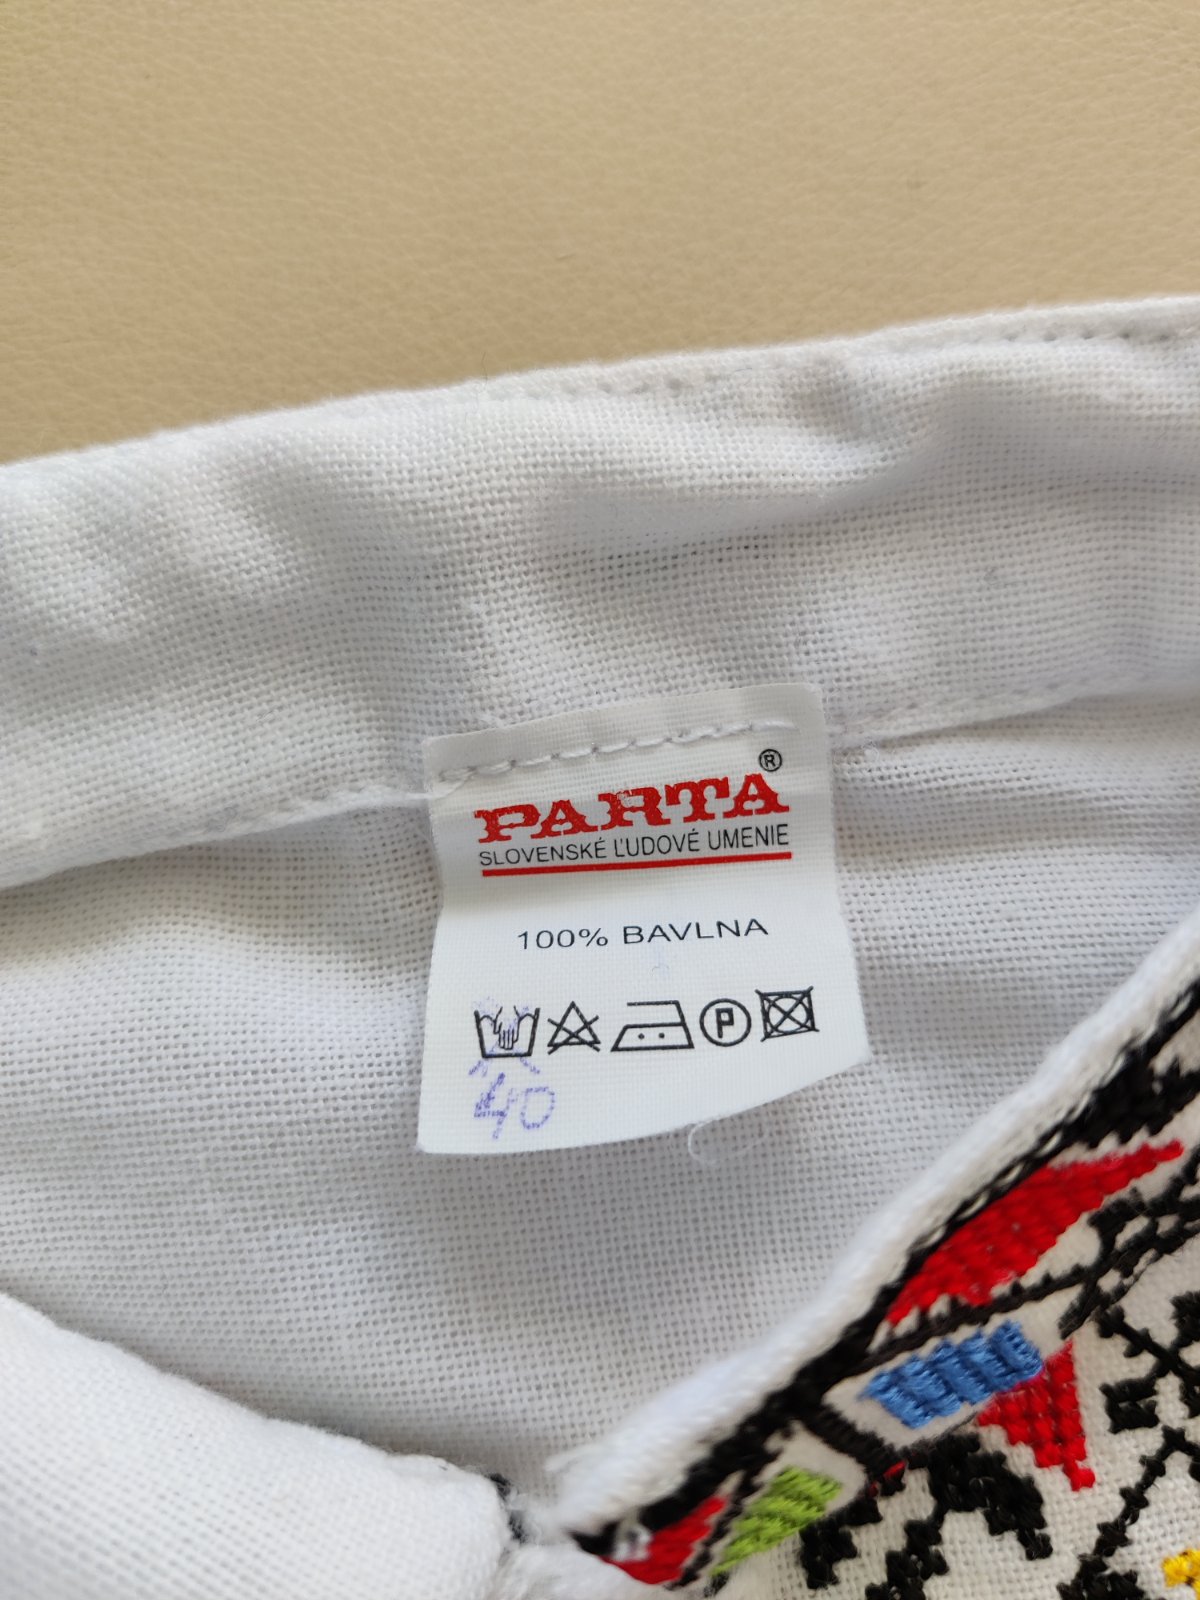 PARTA®
SLOVENSKÉ ĽUDOVÉ UMENIE
100% BAVLNA
P
40